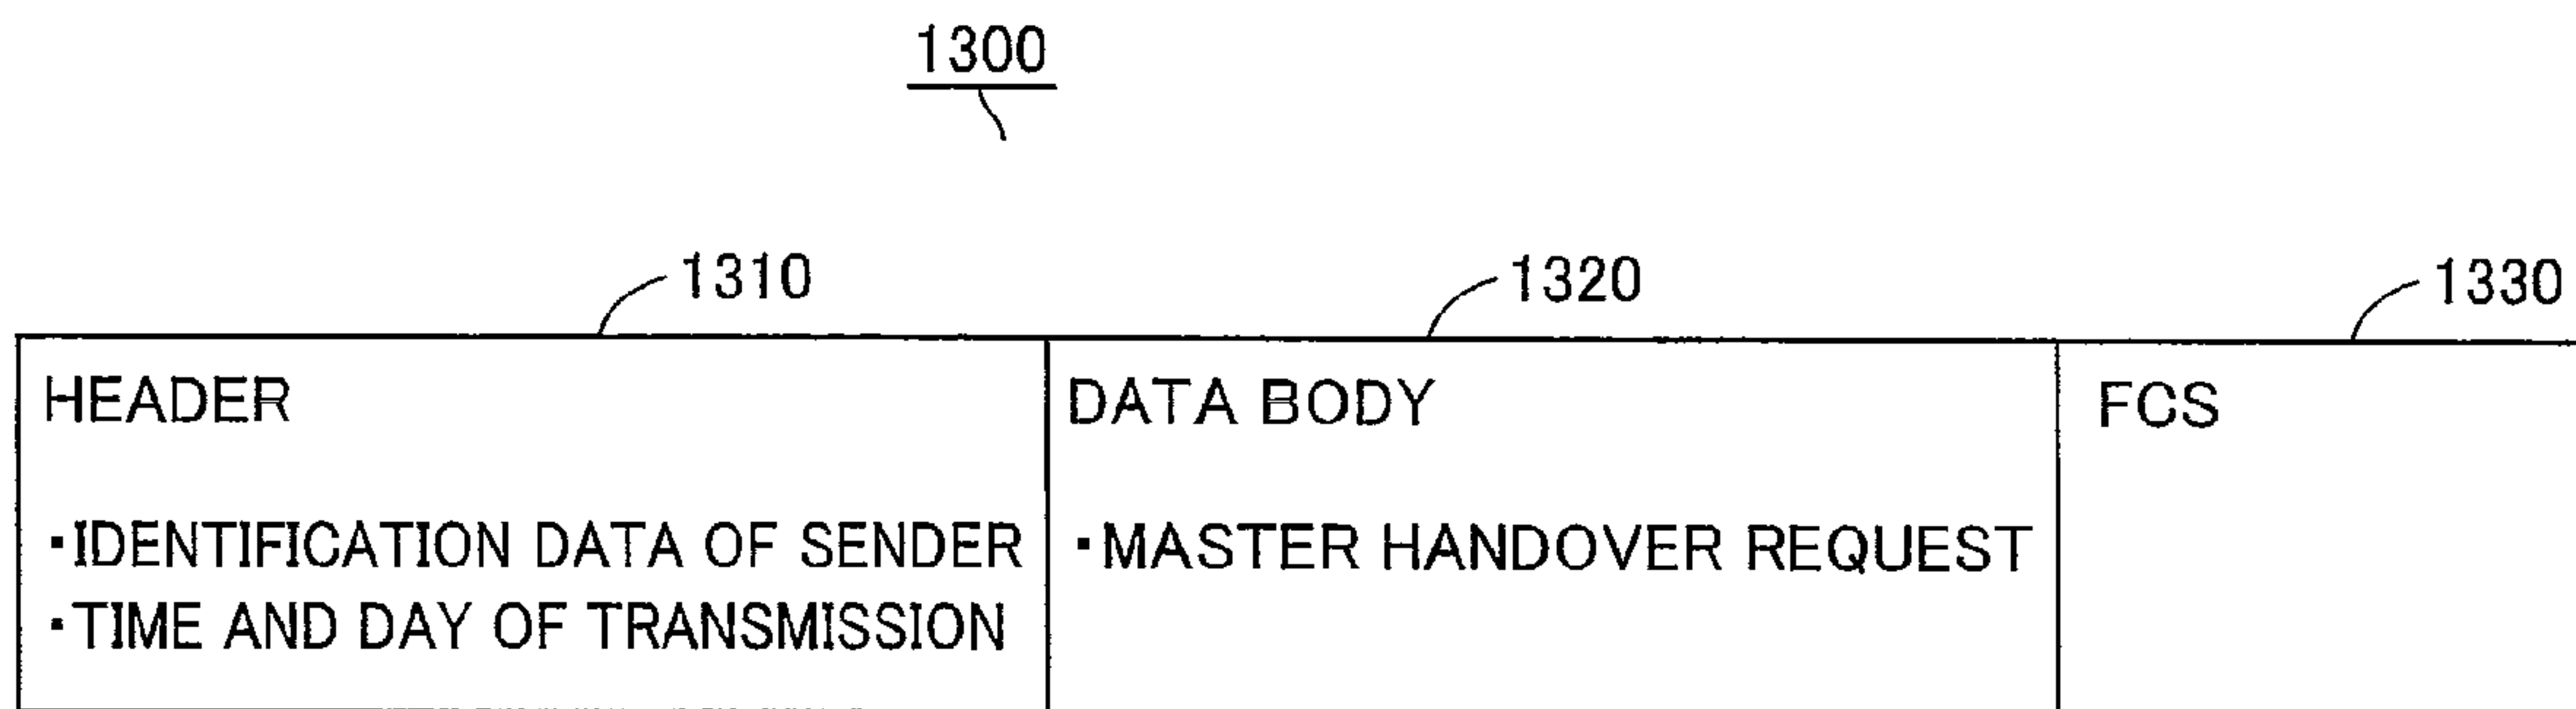 1300
1310
1320
1330
HEADER
・IDENTIFICATION DATA OF SENDER
・TIME AND DAY OF TRANSMISSION
DATA BODY
・MASTER HANDOVER REQUEST
FCS